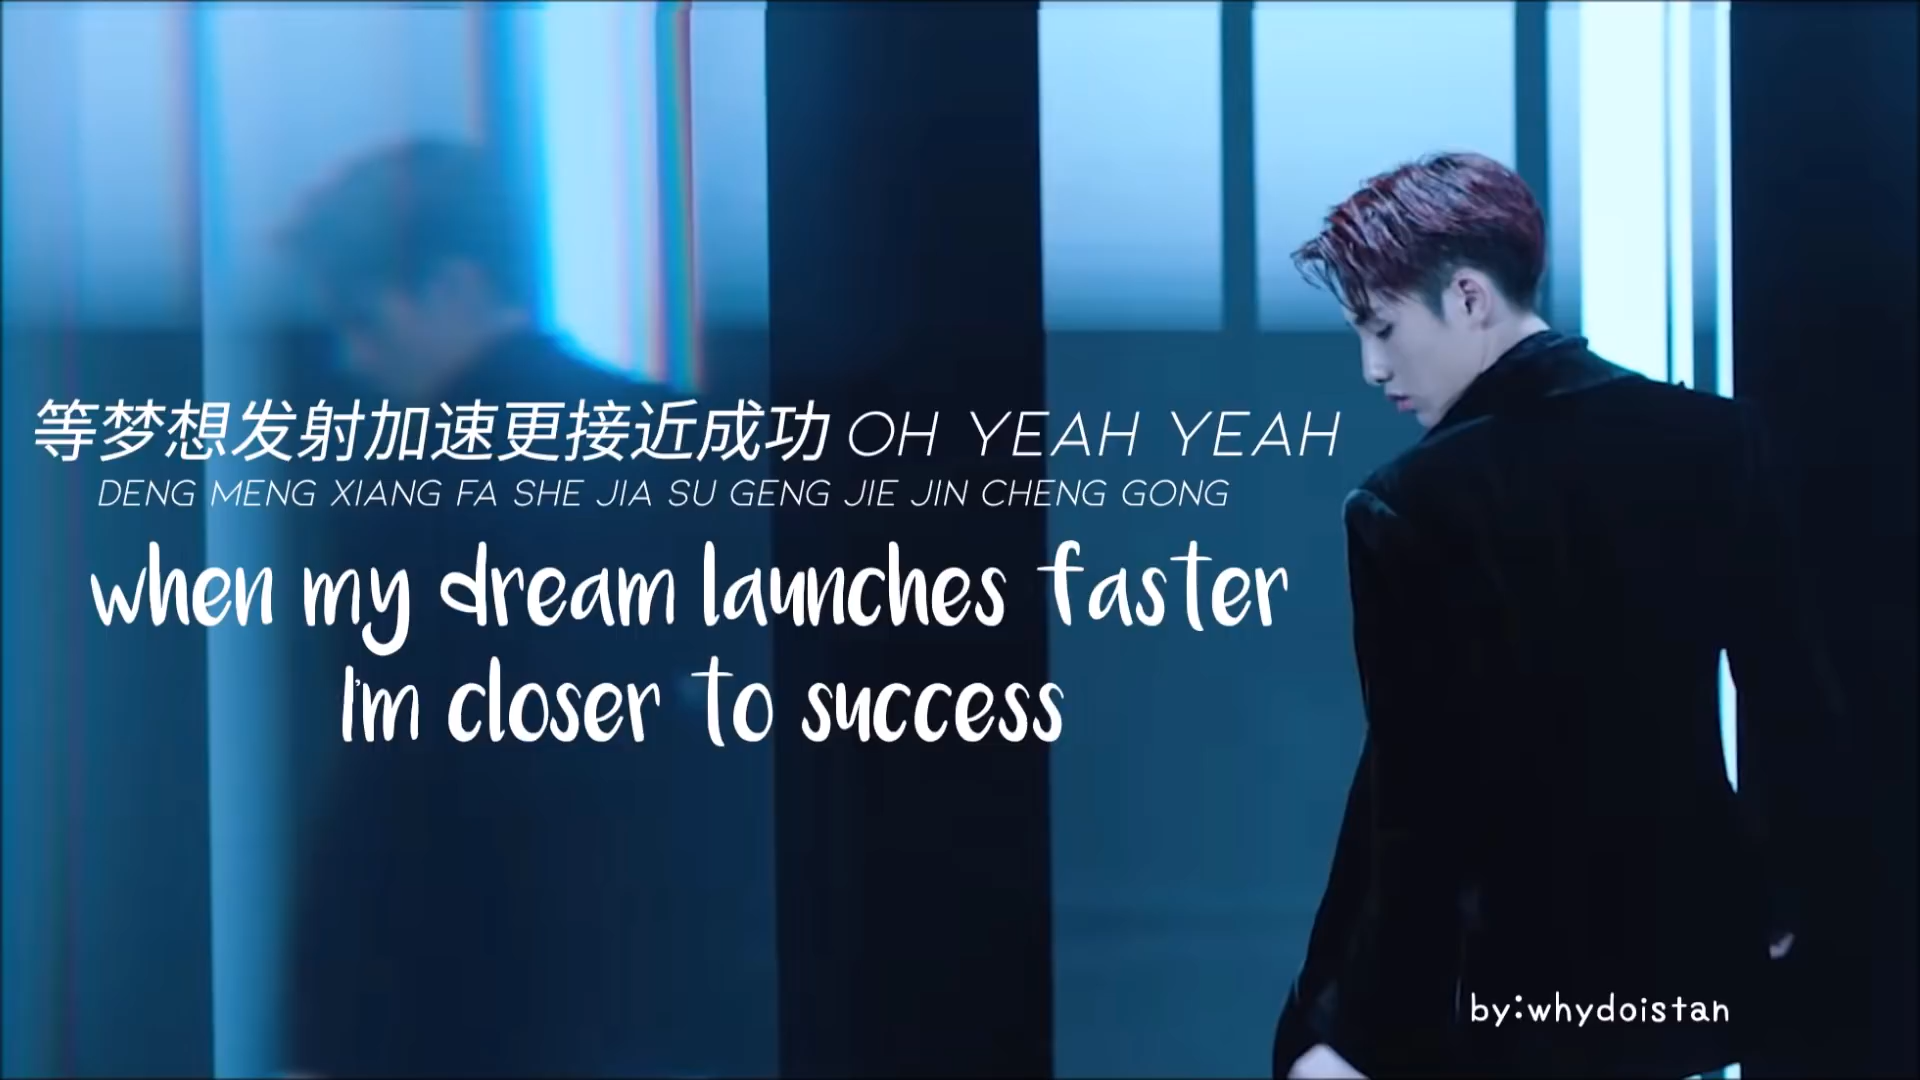 等梦想发射加速更接近成功 OH YEAH YEAH
DENG MENG XIANG FA SHE JIA SU GENG JIE JIN CHENG GONG
when my dream launches faster
I'm closer to success
by:whydoistan